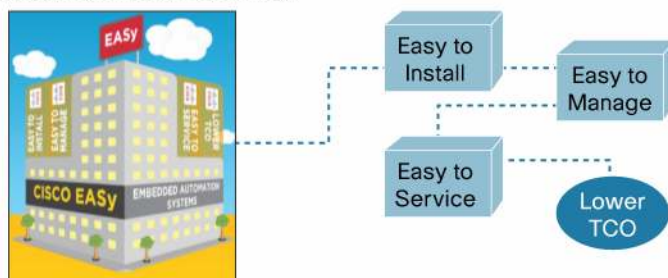 EASy
EASY TO
INSTALL
EASY TO
MANAGE
LOWER
TCO
EASY TO
SERVICE
CISCO EASy
EMBEDDED AUTOMATION
SYSTEMS
Easy to
Install
Easy to
Manage
Easy to
Service
Lower
TCO